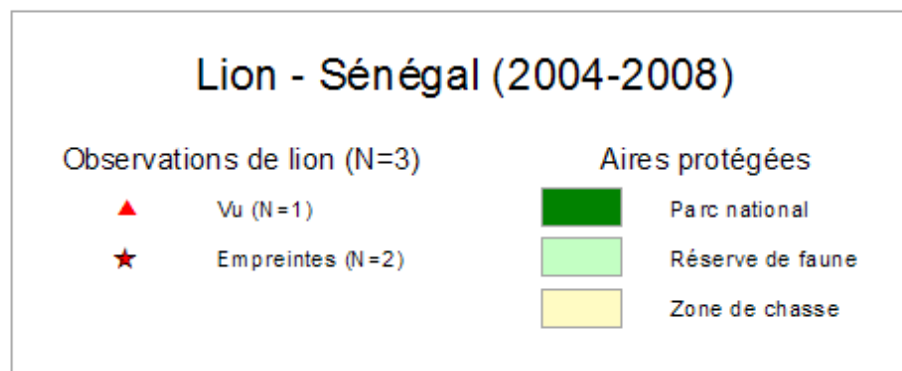 Lion - Sénégal (2004-2008)
Observations de lion (N=3)
Vu (N=1)
Empreintes (N=2)
Aires protégées
Parc national
Réserve de faune
Zone de chasse